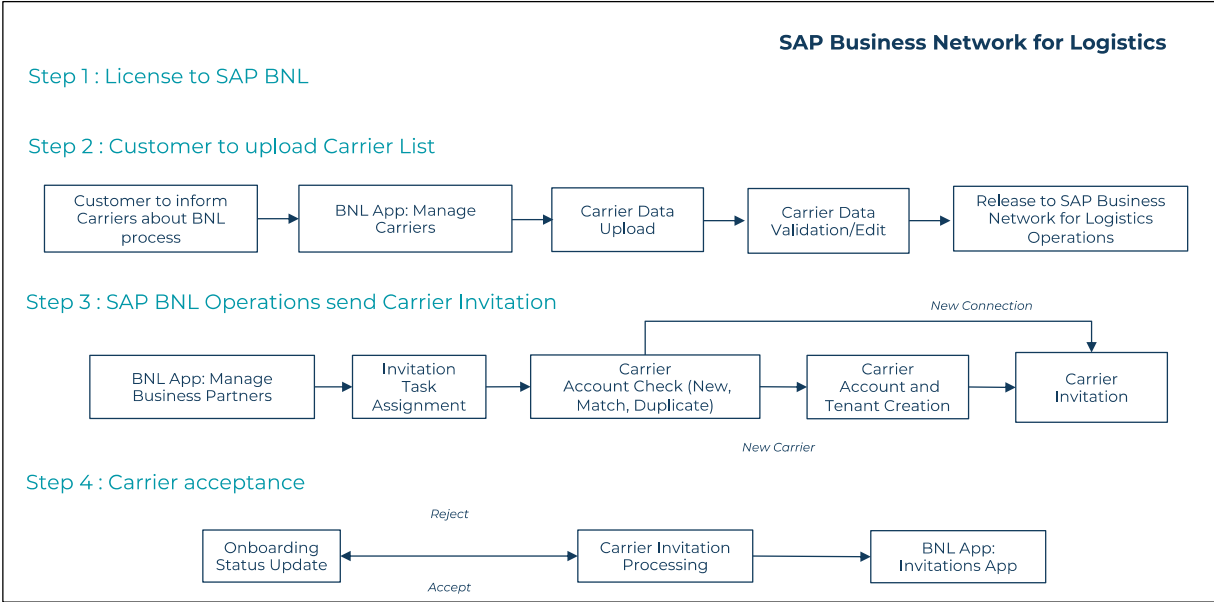 SAP Business Network for Logistics
Step 1 : License to SAP BNL
Step 2 : Customer to upload Carrier List
Customer to inform
Carriers about BNL
process
BNL App: Manage
Carriers
Carrier Data
Upload
Carrier Data
Validation/Edit
Release to SAP Business
Network for Logistics
Operations
Step 3 : SAP BNL Operations send Carrier Invitation
New Connection
BNL App: Manage
Business Partners
Invitation
Task
Assignment
Carrier
Account Check (New,
Match, Duplicate)
Carrier
Account and
Tenant Creation
Carrier
Invitation
New Carrier
Step 4 : Carrier acceptance
Reject
Onboarding
Status Update
Carrier Invitation
Processing
BNL App:
Invitations App
Accept